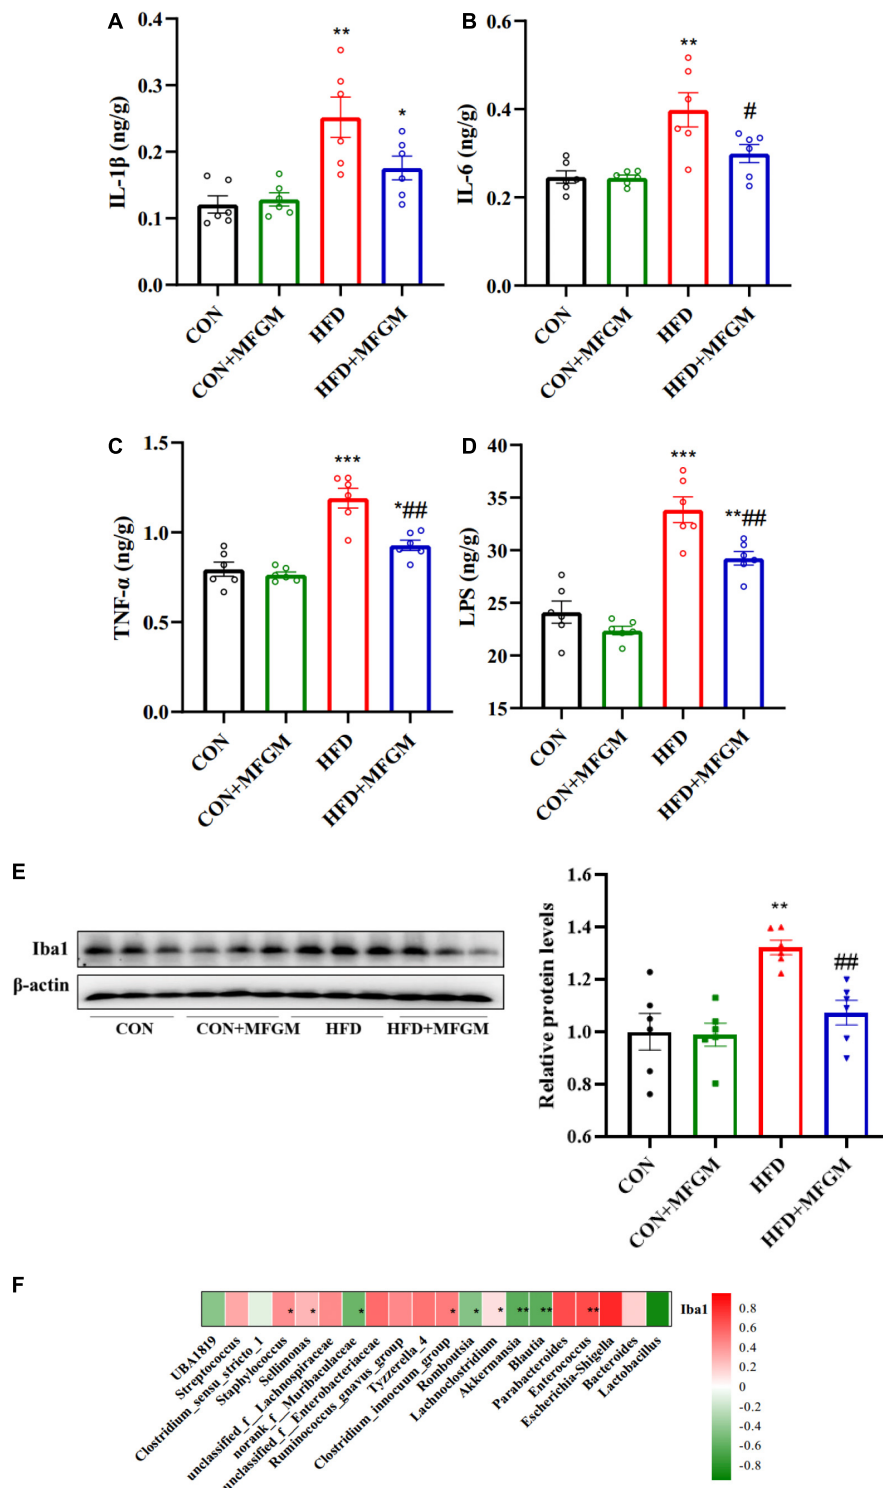 A
IL-1β (ng/g)
0.4
0.3
0.2
0.1
0.0
**
*
CON
CON+MFGM
HFD
HFD+MFGM
B
IL-6 (ng/g)
0.6
0.4
0.2
0.0
**
#
CON
CON+MFGM
HFD
HFD+MFGM
C
TNF-α (ng/g)
1.5
1.0
0.5
0.0
***
*##
CON
CON+MFGM
HFD
HFD+MFGM
D
LPS (ng/g)
40
35
30
25
20
15
***
**##
CON
CON+MFGM
HFD
HFD+MFGM
E
Iba1
β-actin
CON CON+MFGM HFD HFD+MFGM
Relative protein levels
1.6
1.4
1.2
1.0
0.8
0.6
**
##
CON
CON+MFGM
HFD
HFD+MFGM
F
* * * * * * ** ** **
Iba1
UBA1819
Streptococcus
Clostridium_sensu_stricto_1
Staphylococcus
Sellimonas
unclassified_f__Lachnospiraceae
norank_f__Muribaculaceae
unclassified_f__Enterobacteriaceae
Ruminococcus_gnavus_group
Tyzzerella_4
Clostridium_innocuum_group
Romboutsia
Lachnoclostridium
Akkermansia
Blautia
Parabacteroides
Enterococcus
Escherichia-Shigella
Bacteroides
Lactobacillus
0.8
0.6
0.4
0.2
0
-0.2
-0.4
-0.6
-0.8